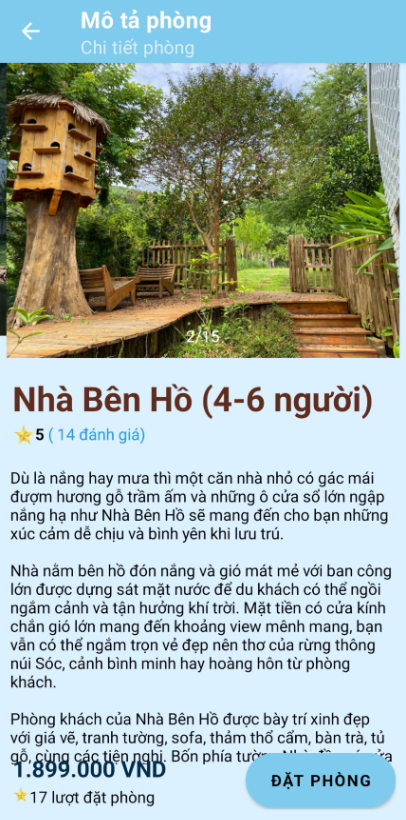 Mô tả phòng
Chi tiết phòng
2/15
Nhà Bên Hồ (4-6 người)
5 ( 14 đánh giá)
Dù là nắng hay mưa thì một căn nhà nhỏ có gác mái
đượm hương gỗ trầm ấm và những ô cửa sổ lớn ngập
nắng hạ như Nhà Bên Hồ sẽ mang đến cho bạn những
xúc cảm dễ chịu và bình yên khi lưu trú.
Nhà nằm bên hồ đón nắng và gió mát mẻ với ban công
lớn được dựng sát mặt nước để du khách có thể ngồi
ngắm cảnh và tận hưởng khí trời. Mặt tiền có cửa kính
chắn gió lớn mang đến khoảng view mênh mang, bạn
vẫn có thể ngắm trọn vẻ đẹp nên thơ của rừng thông
núi Sóc, cảnh bình minh hay hoàng hôn từ phòng
khách.
Phòng khách của Nhà Bên Hồ được bày trí xinh đẹp
với giá vẽ, tranh tường, sofa, thảm thổ cẩm, bàn trà, tủ
gỗ, cùng các tiện nghi. Bốn phía tường Nhà
1.899.000 VND
17 lượt đặt phòng
ĐẶT PHÒNG